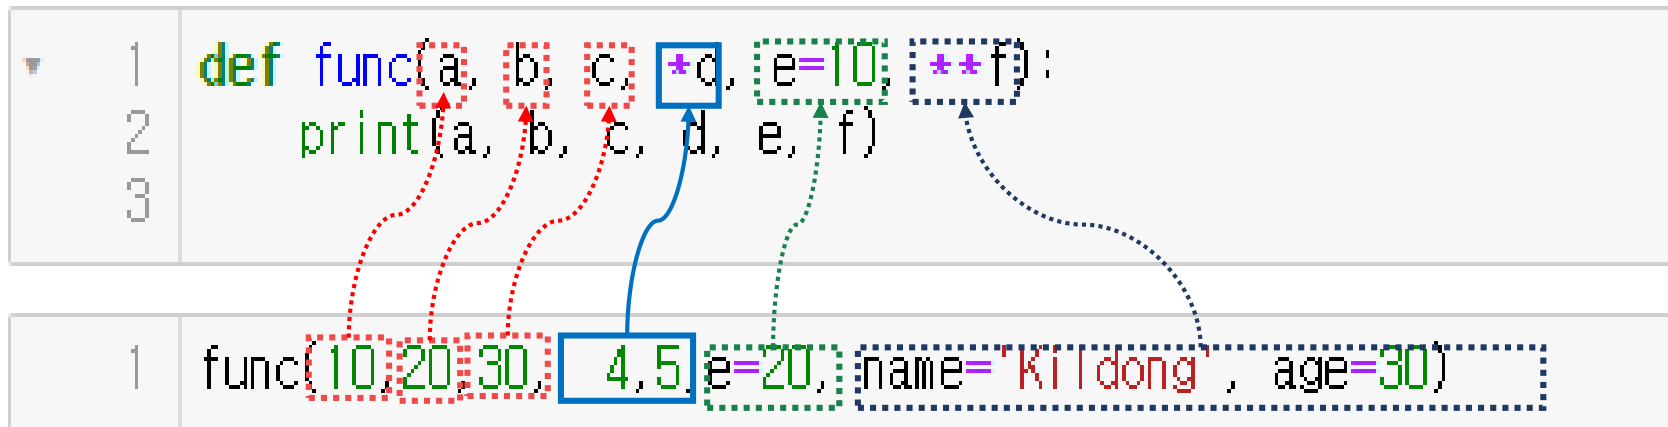 1 def func(a, b, c, *d, e=10, **f):
2 print(a, b, c, d, e, f)
3
1 func(10,20,30, 4,5,e=20, name='Kildong', age=30)